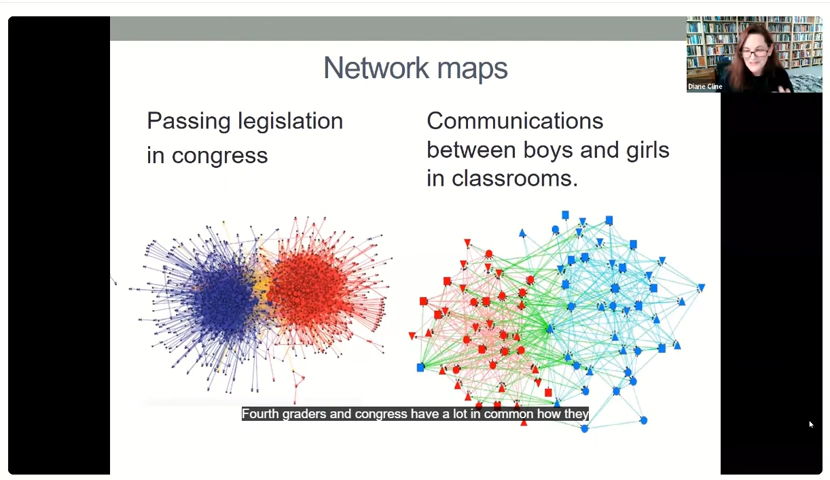 Network maps
Diane Cline
Passing legislation
in congress
Communications
between boys and girls
in classrooms.
Fourth graders and congress have a lot in common how they